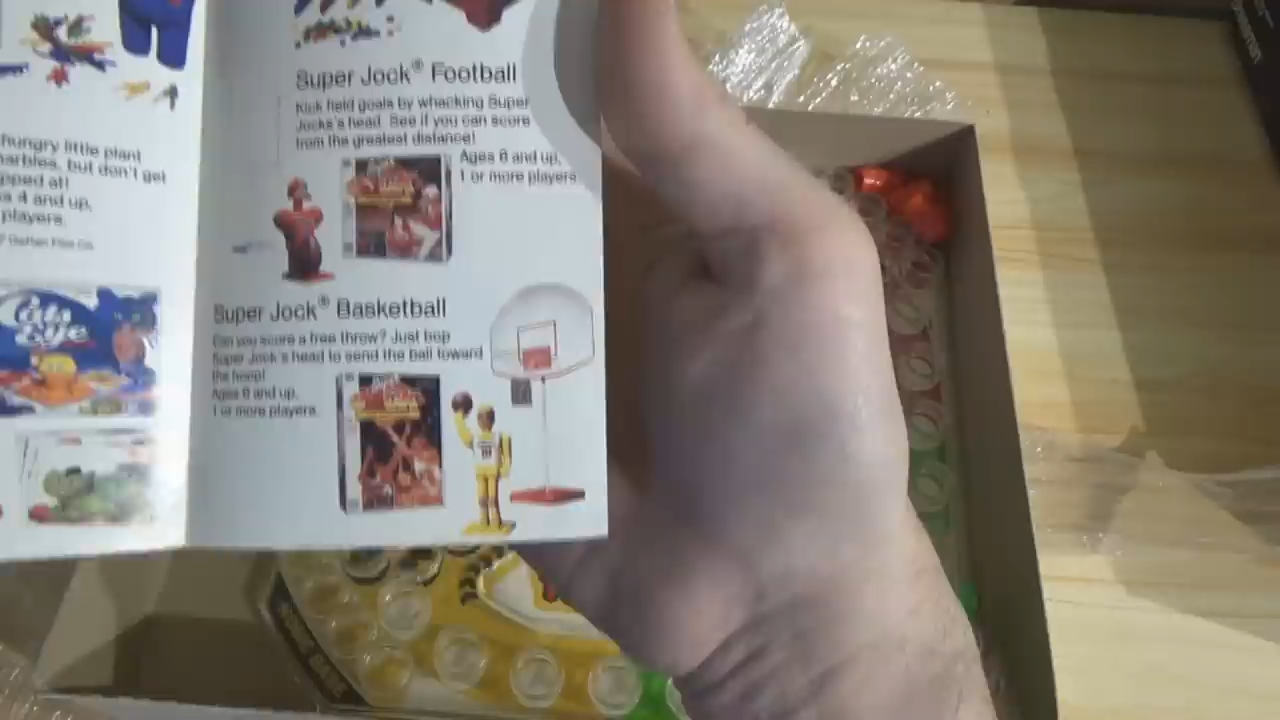 hungry little plant
marbles, but don't get
pped at!
s 4 and up,
players.
Cats
Eye
Super Jock® Football
Kick field goals by whacking Super
Jocks's head. See if you can score
from the greatest distance!
Ages 6 and up,
1 or more players
Super Jock® Basketball
Can you score a free throw? Just bop
Super Jock's head to send the ball toward
the hoop!
Ages 6 and up,
1 or more players.